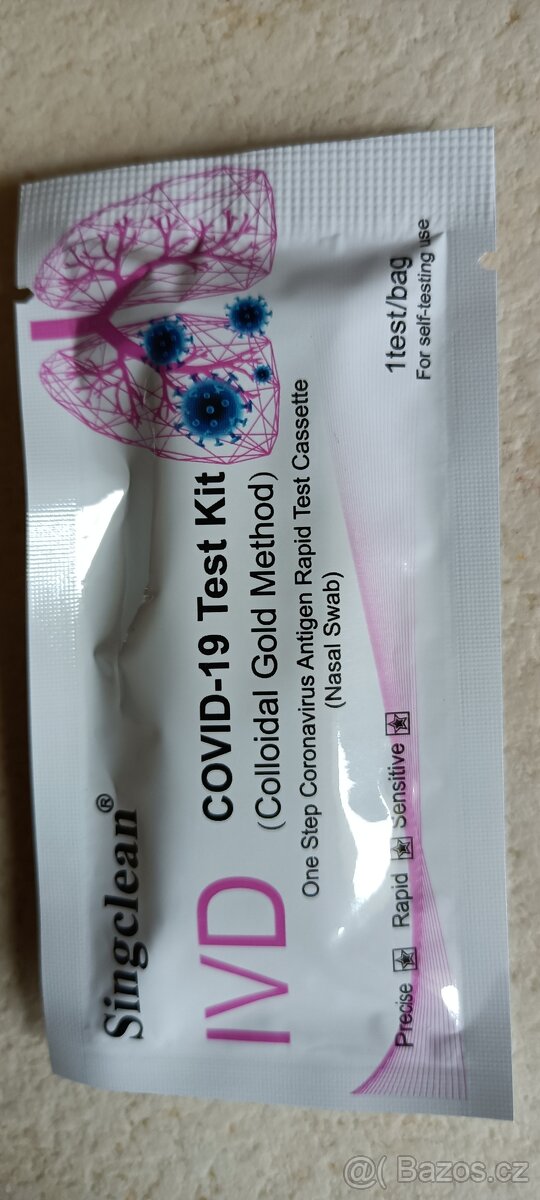 Singclean®
IVD
COVID-19 Test Kit
(Colloidal Gold Method)
One Step Coronavirus Antigen Rapid Test Cassette
(Nasal Swab)
Precise Rapid Sensitive
1test/bag
For self-testing use
@ Bazos.cz